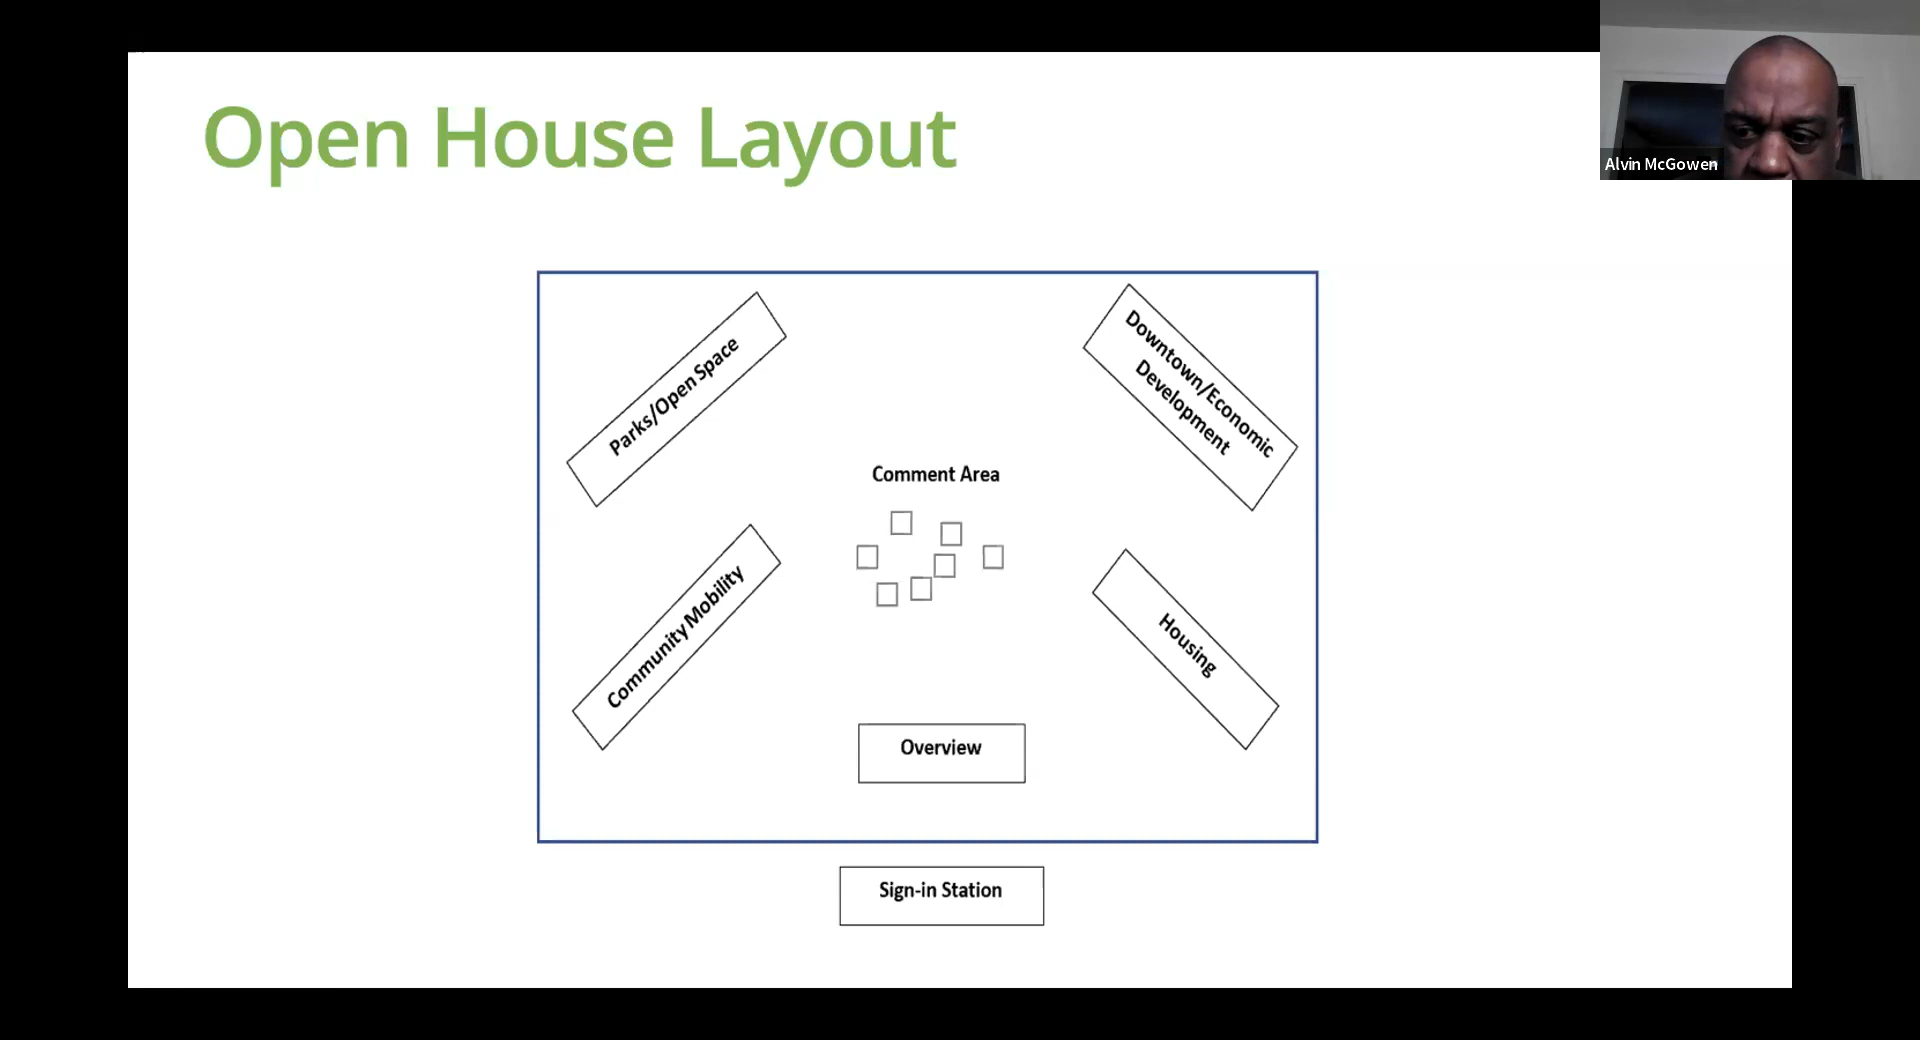 Open House Layout
Alvin McGowen
Parks/Open Space
Downtown/Economic
Development
Comment Area
Community Mobility
Housing
Overview
Sign-in Station